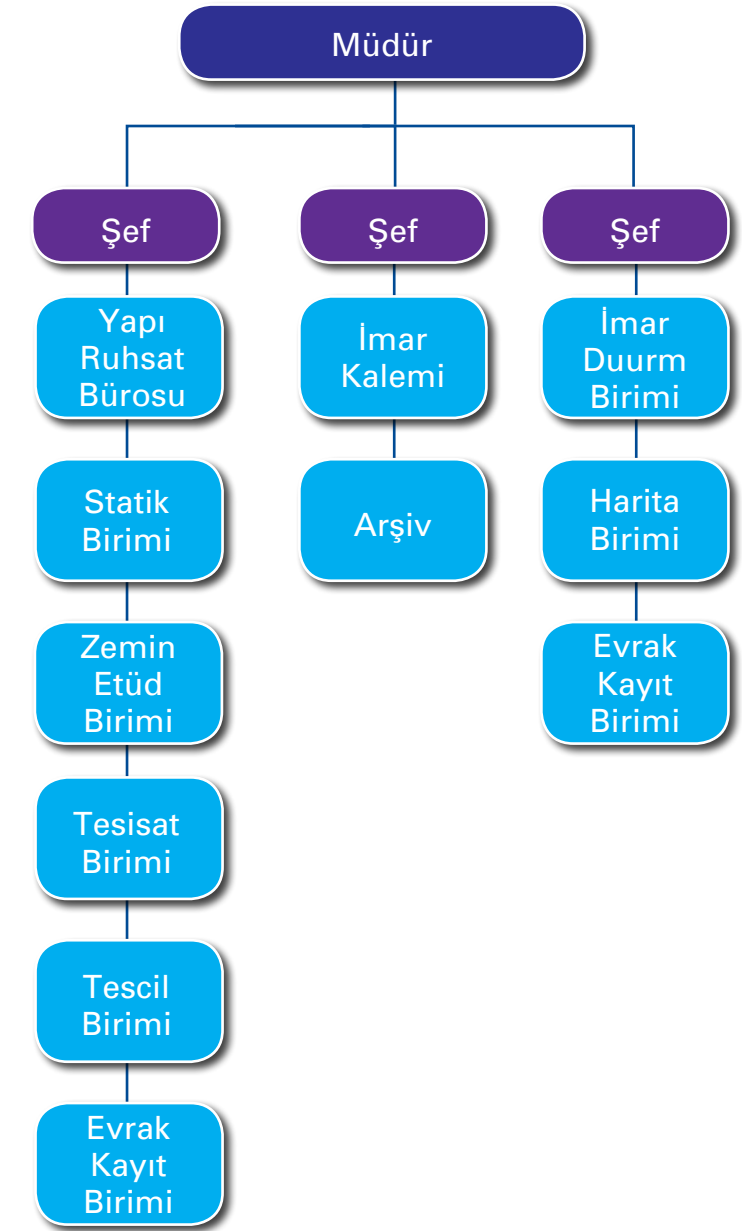 Müdür
Şef
Yapı
Ruhsat
Bürosu
Statik
Birimi
Zemin
Etüd
Birimi
Tesisat
Birimi
Tescil
Birimi
Evrak
Kayıt
Birimi
Şef
İmar
Kalemi
Arşiv
Şef
İmar
Duurm
Birimi
Harita
Birimi
Evrak
Kayıt
Birimi